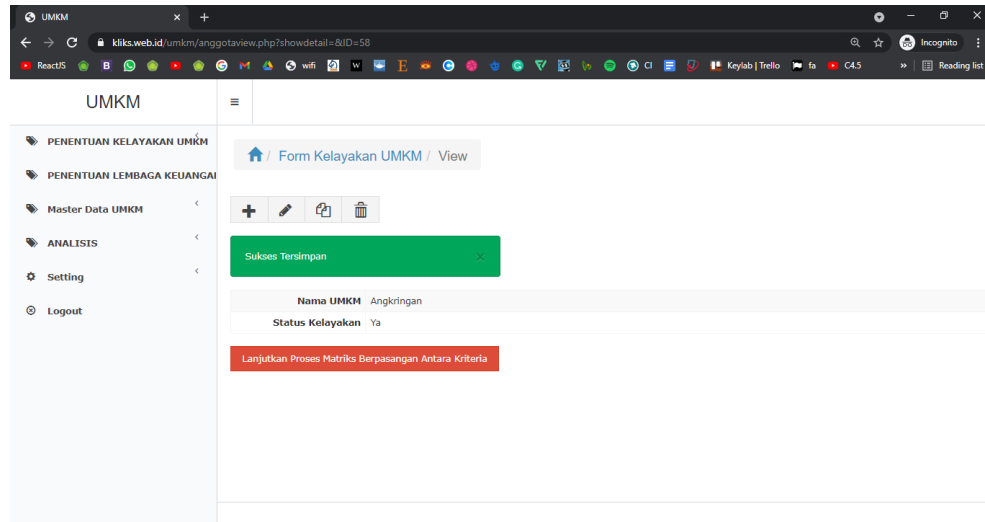 UMKM
kliks.web.id/umkm/anggotaview.php?showdetail=&ID=58
Incognito
ReactJS
wifi
CI
Keylab | Trello
fa
C4.5
»
Reading list
UMKM
PENENTUAN KELAYAKAN UMKM
PENENTUAN LEMBAGA KEUANGAN
Master Data UMKM
ANALISIS
Setting
Logout
/ Form Kelayakan UMKM / View
Sukses Tersimpan
×
Nama UMKM Angkringan
Status Kelayakan Ya
Lanjutkan Proses Matriks Berpasangan Antara Kriteria